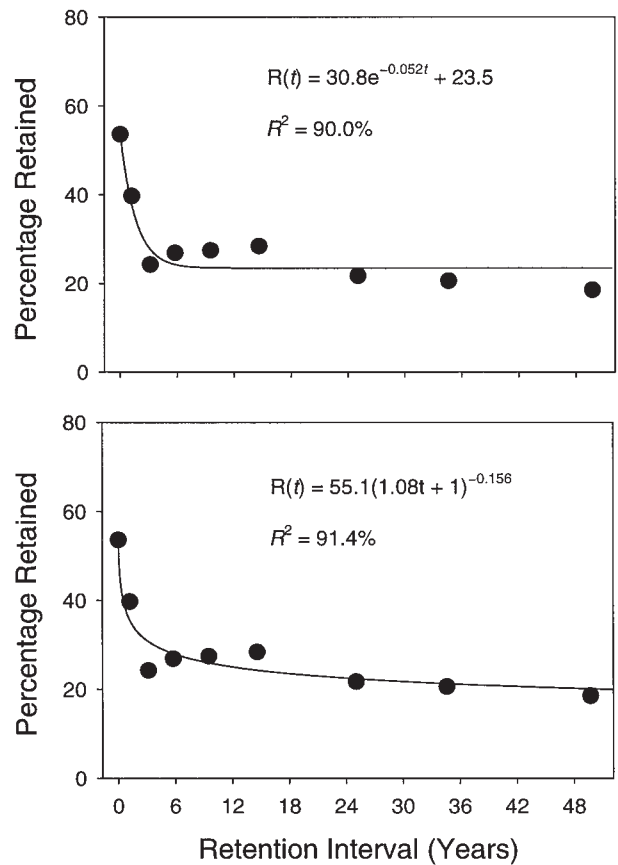 80
60
40
20
0
Percentage Retained
R(t) = 30.8e^−0.052t + 23.5
R² = 90.0%
80
60
40
20
0
Percentage Retained
R(t) = 55.1(1.08t + 1)^−0.156
R² = 91.4%
0 6 12 18 24 30 36 42 48
Retention Interval (Years)